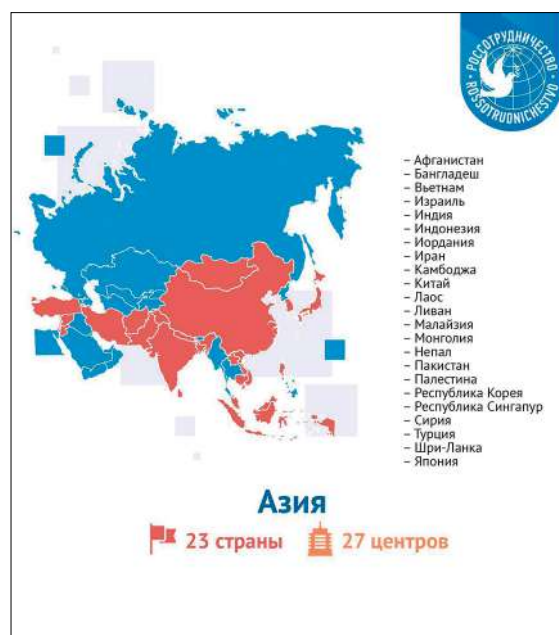 РОССОТРУДНИЧЕСТВО
ROSSOTRUDNICHESTVO
– Афганистан
– Бангладеш
– Вьетнам
– Израиль
– Индия
– Индонезия
– Иордания
– Иран
– Камбоджа
– Китай
– Лаос
– Ливан
– Малайзия
– Монголия
– Непал
– Пакистан
– Палестина
– Республика Корея
– Республика Сингапур
– Сирия
– Турция
– Шри-Ланка
– Япония
Азия
23 страны 27 центров